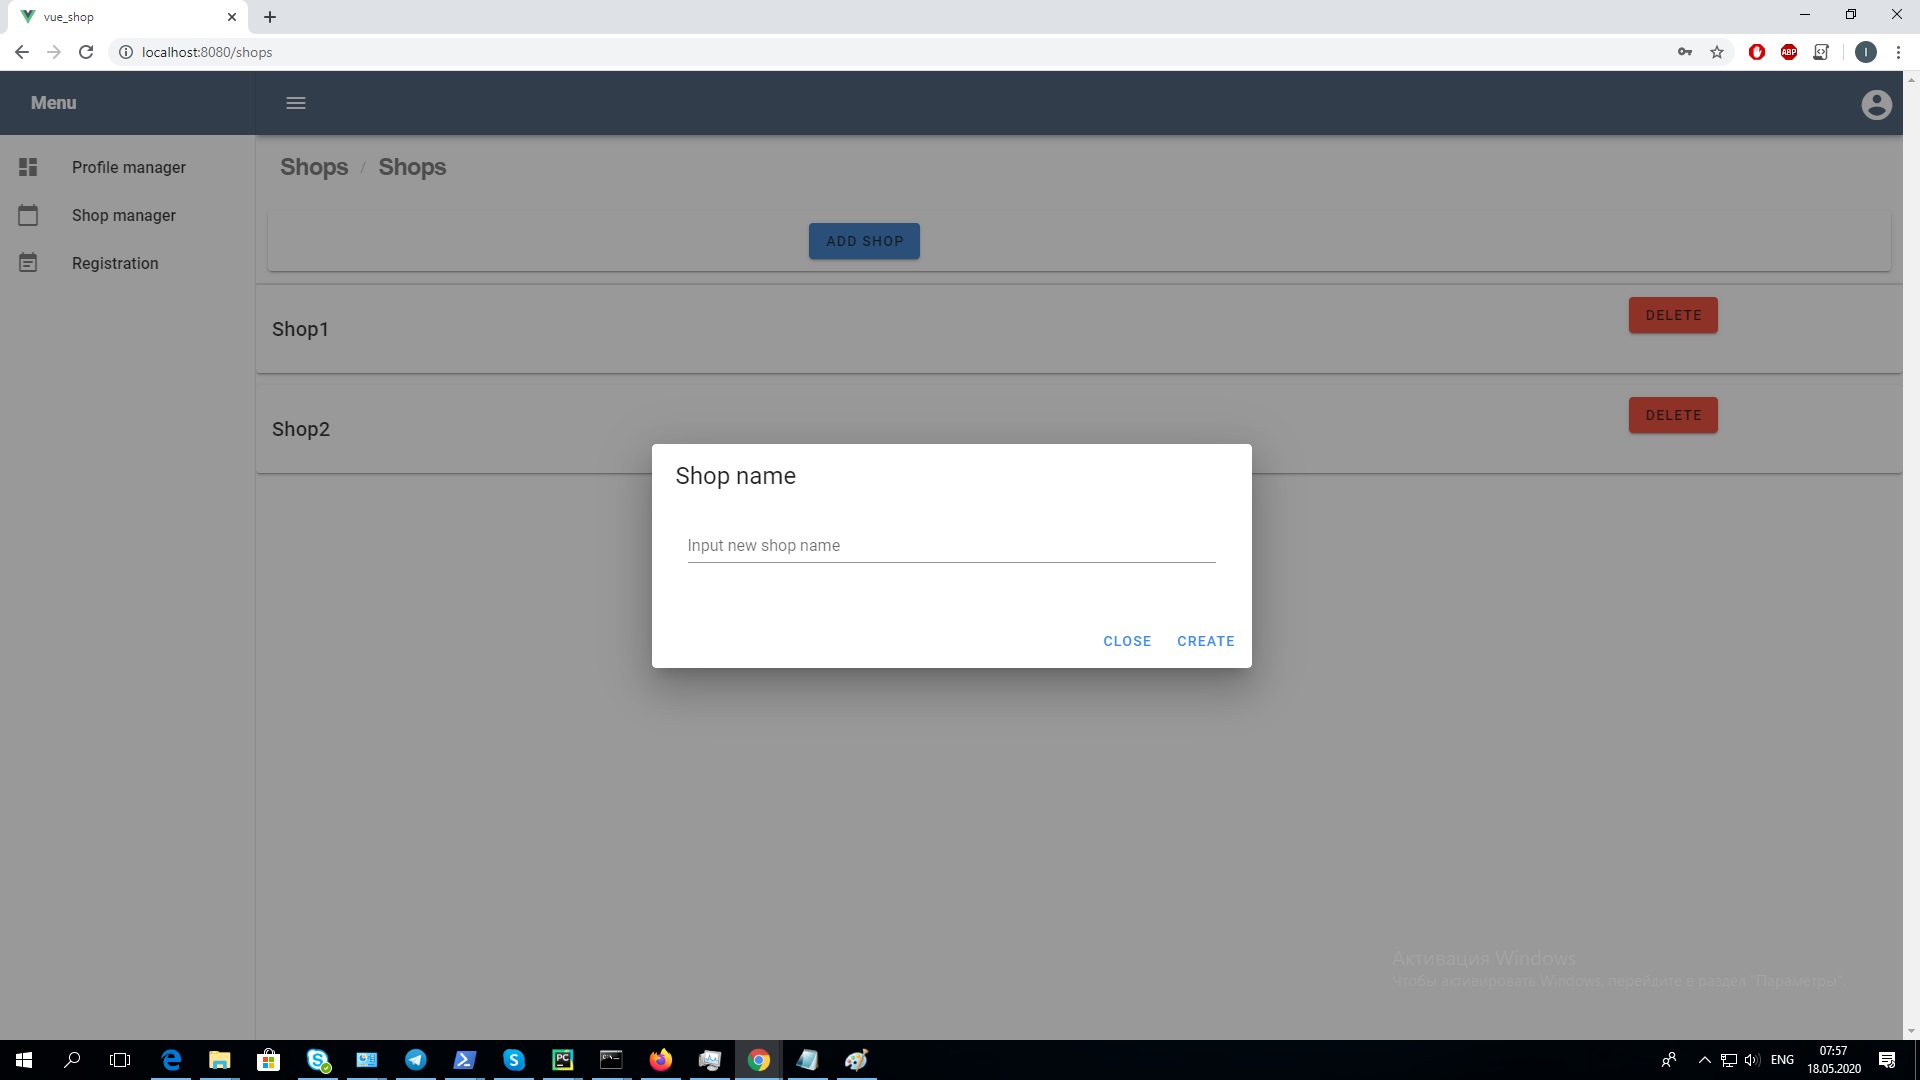 vue_shop
localhost:8080/shops
ABP
I
Menu
Profile manager
Shop manager
Registration
Shops / Shops
ADD SHOP
Shop1
DELETE
Shop2
DELETE
Shop name
Input new shop name
CLOSE CREATE
Активация Windows
Чтобы активировать Windows, перейдите в раздел "Параметры".
PC
ENG
07:57
18.05.2020